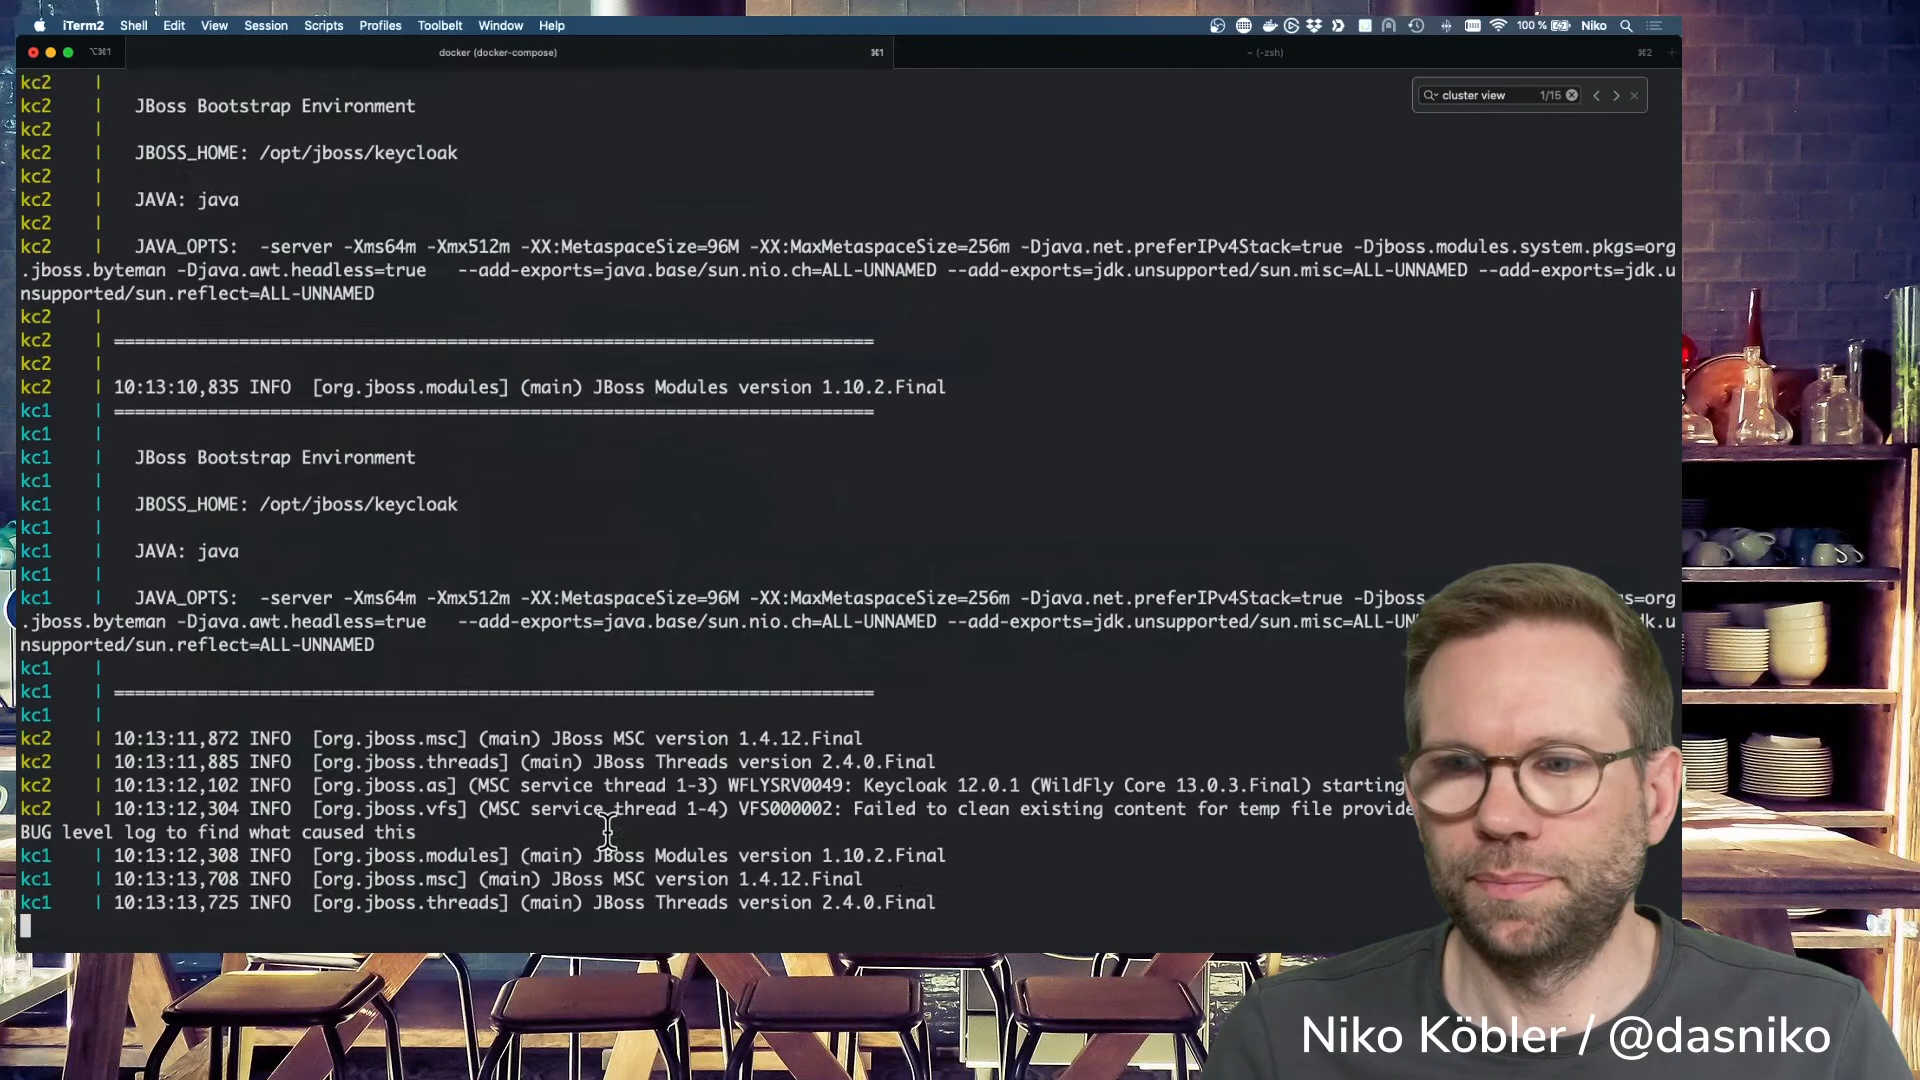 iTerm2 Shell Edit View Session Scripts Profiles Toolbelt Window Help 100 % Niko
⌥⌘1 docker (docker-compose) ⌘1 ~ (-zsh) ⌘2 +
cluster view 1/15
kc2 |
kc2 | JBoss Bootstrap Environment
kc2 |
kc2 | JBOSS_HOME: /opt/jboss/keycloak
kc2 |
kc2 | JAVA: java
kc2 |
kc2 | JAVA_OPTS: -server -Xms64m -Xmx512m -XX:MetaspaceSize=96M -XX:MaxMetaspaceSize=256m -Djava.net.preferIPv4Stack=true -Djboss.modules.system.pkgs=org
.jboss.byteman -Djava.awt.headless=true --add-exports=java.base/sun.nio.ch=ALL-UNNAMED --add-exports=jdk.unsupported/sun.misc=ALL-UNNAMED --add-exports=jdk.u
nsupported/sun.reflect=ALL-UNNAMED
kc2 |
kc2 | =========================================================================
kc2 |
kc2 | 10:13:10,835 INFO [org.jboss.modules] (main) JBoss Modules version 1.10.2.Final
kc1 | =========================================================================
kc1 |
kc1 | JBoss Bootstrap Environment
kc1 |
kc1 | JBOSS_HOME: /opt/jboss/keycloak
kc1 |
kc1 | JAVA: java
kc1 |
kc1 | JAVA_OPTS: -server -Xms64m -Xmx512m -XX:MetaspaceSize=96M -XX:MaxMetaspaceSize=256m -Djava.net.preferIPv4Stack=true -Djboss gs=org
.jboss.byteman -Djava.awt.headless=true --add-exports=java.base/sun.nio.ch=ALL-UNNAMED --add-exports=jdk.unsupported/sun.misc=ALL-UN dk.u
nsupported/sun.reflect=ALL-UNNAMED
kc1 |
kc1 | =========================================================================
kc1 |
kc2 | 10:13:11,872 INFO [org.jboss.msc] (main) JBoss MSC version 1.4.12.Final
kc2 | 10:13:11,885 INFO [org.jboss.threads] (main) JBoss Threads version 2.4.0.Final
kc2 | 10:13:12,102 INFO [org.jboss.as] (MSC service thread 1-3) WFLYSRV0049: Keycloak 12.0.1 (WildFly Core 13.0.3.Final) starting
kc2 | 10:13:12,304 INFO [org.jboss.vfs] (MSC service thread 1-4) VFS000002: Failed to clean existing content for temp file provide
BUG level log to find what caused this
kc1 | 10:13:12,308 INFO [org.jboss.modules] (main) JBoss Modules version 1.10.2.Final
kc1 | 10:13:13,708 INFO [org.jboss.msc] (main) JBoss MSC version 1.4.12.Final
kc1 | 10:13:13,725 INFO [org.jboss.threads] (main) JBoss Threads version 2.4.0.Final
Niko Köbler / @dasniko